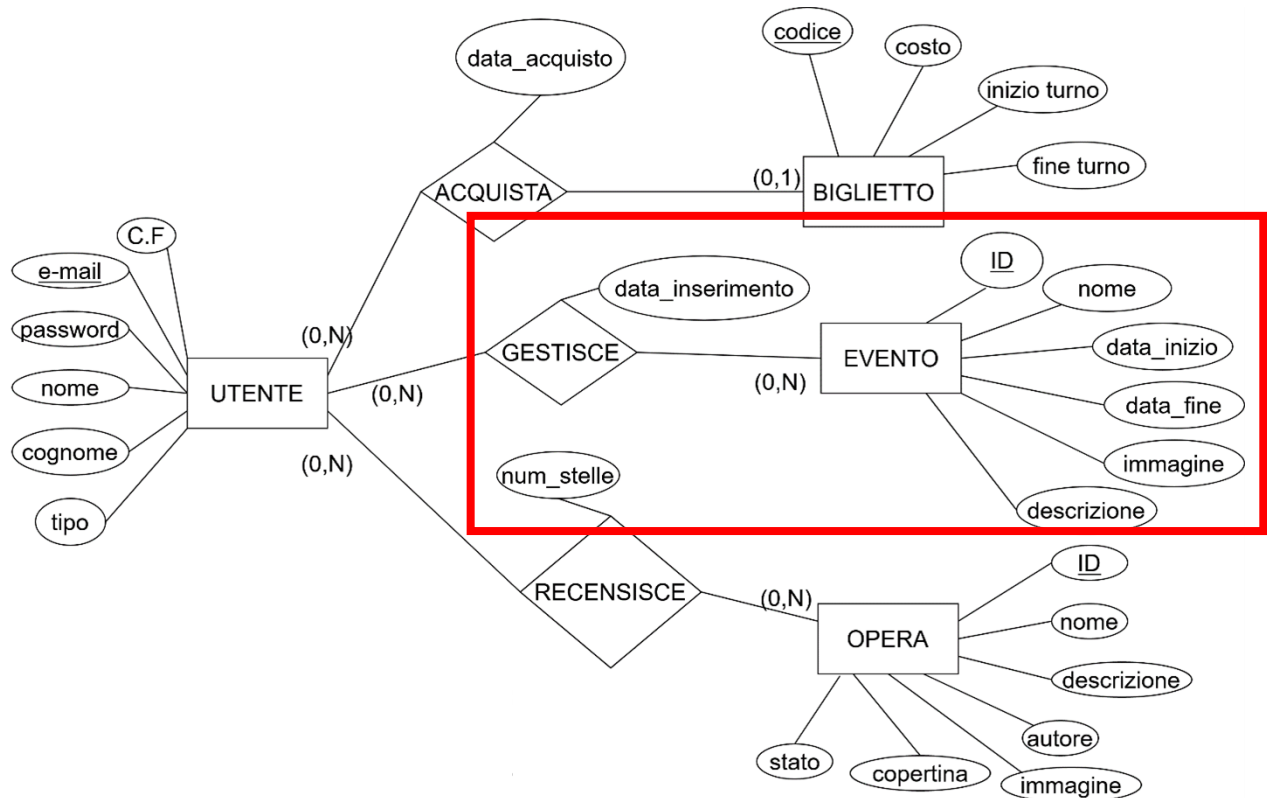 data_acquisto
codice
costo
inizio turno
fine turno
ACQUISTA
(0,1)
BIGLIETTO
C.F
e-mail
password
nome
cognome
tipo
UTENTE
(0,N)
(0,N)
(0,N)
data_inserimento
GESTISCE
(0,N)
EVENTO
ID
nome
data_inizio
data_fine
immagine
descrizione
num_stelle
RECENSISCE
(0,N)
OPERA
ID
nome
descrizione
autore
immagine
copertina
stato